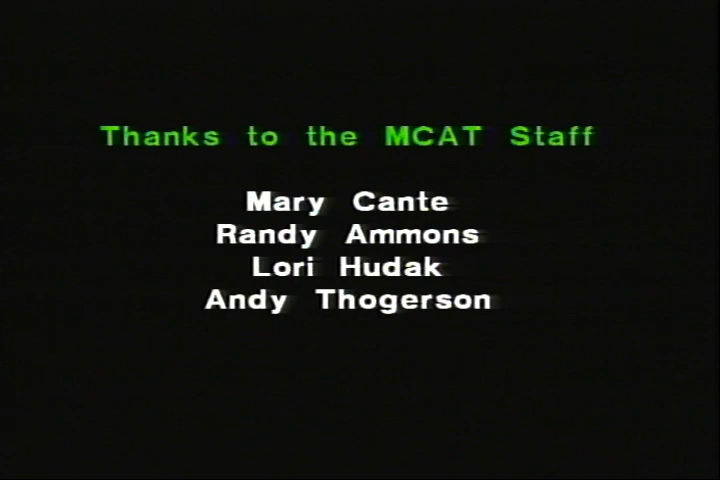 Thanks to the MCAT Staff
Mary Cante
Randy Ammons
Lori Hudak
Andy Thogerson